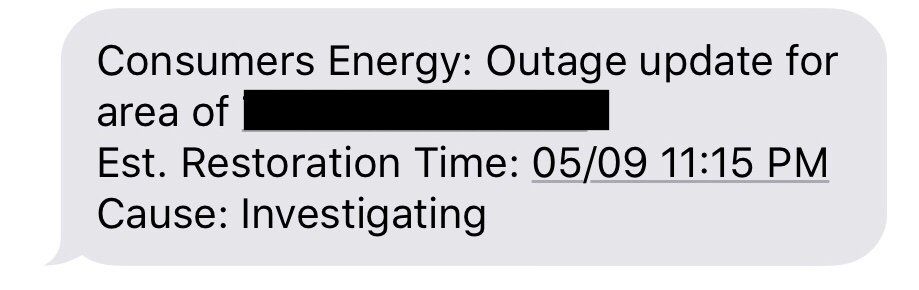 Consumers Energy: Outage update for
area of
Est. Restoration Time: 05/09 11:15 PM
Cause: Investigating